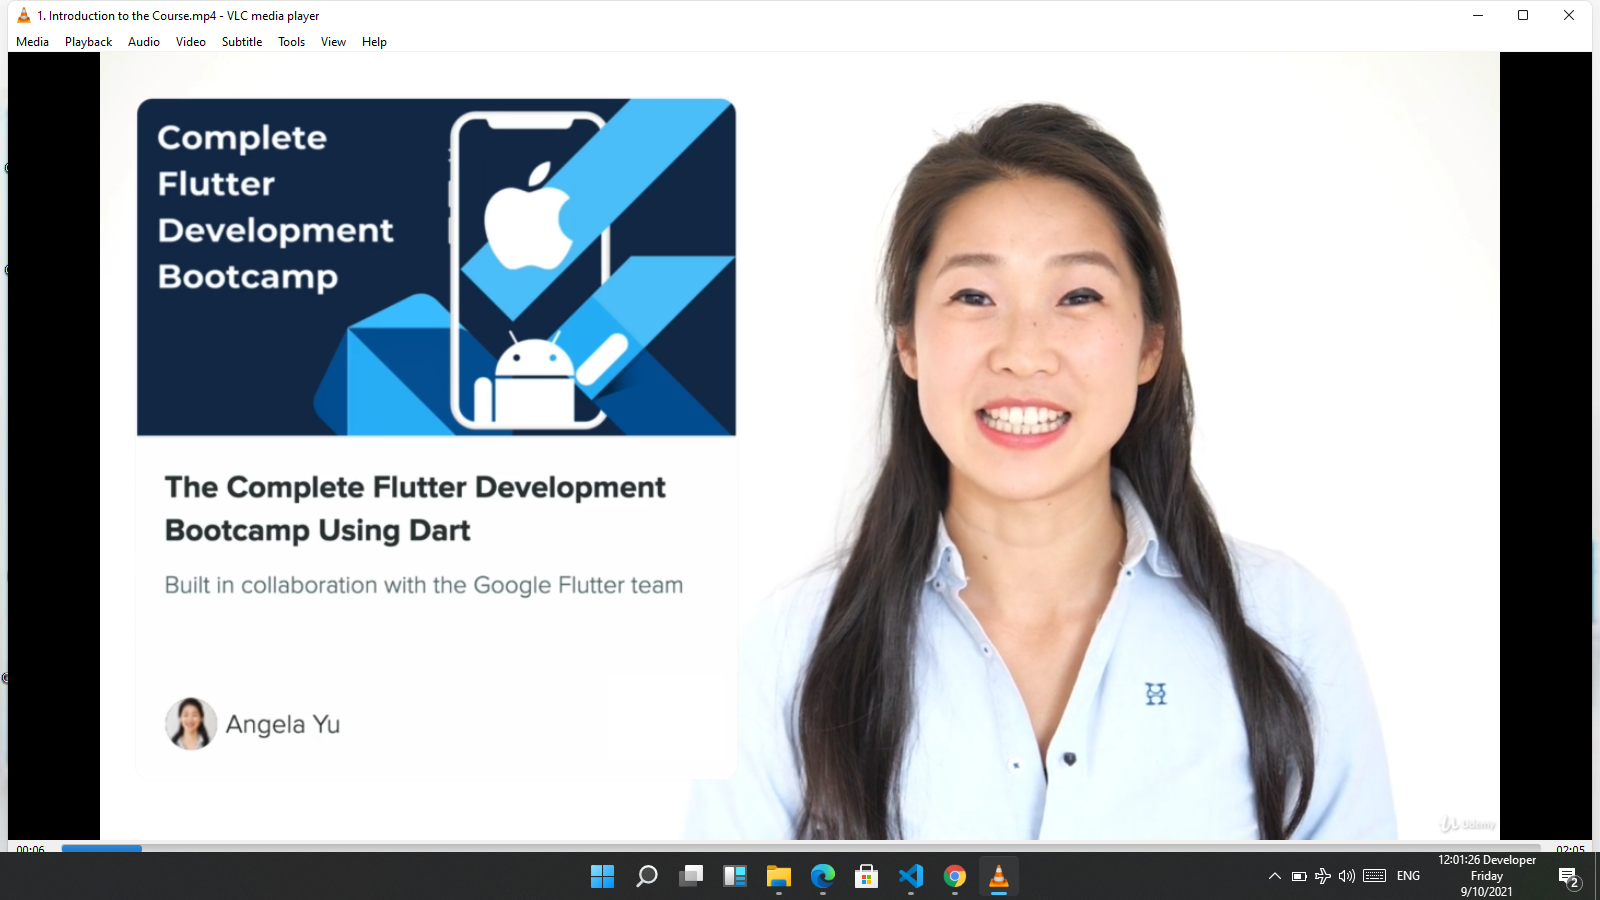 1. Introduction to the Course.mp4 - VLC media player
Media Playback Audio Video Subtitle Tools View Help
Complete
Flutter
Development
Bootcamp
The Complete Flutter Development
Bootcamp Using Dart
Built in collaboration with the Google Flutter team
Angela Yu
Udemy
00:06
02:05
ENG
12:01:26 Developer
Friday
9/10/2021
2